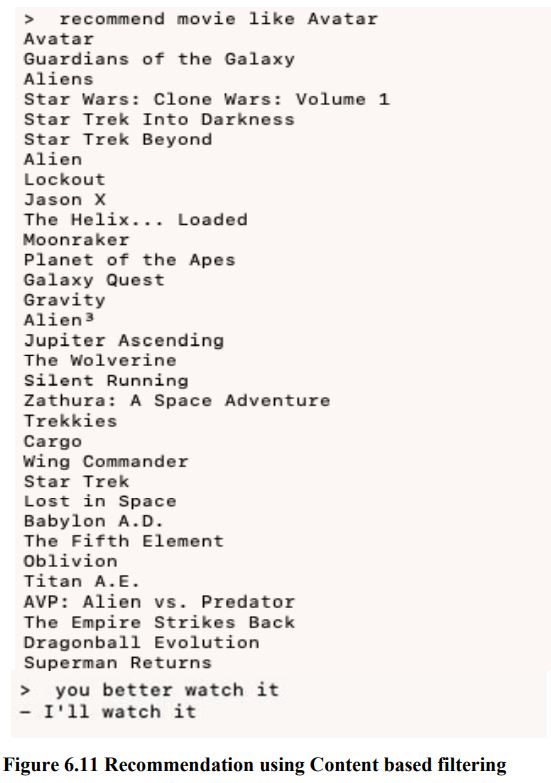 > recommend movie like Avatar
Avatar
Guardians of the Galaxy
Aliens
Star Wars: Clone Wars: Volume 1
Star Trek Into Darkness
Star Trek Beyond
Alien
Lockout
Jason X
The Helix... Loaded
Moonraker
Planet of the Apes
Galaxy Quest
Gravity
Alien³
Jupiter Ascending
The Wolverine
Silent Running
Zathura: A Space Adventure
Trekkies
Cargo
Wing Commander
Star Trek
Lost in Space
Babylon A.D.
The Fifth Element
Oblivion
Titan A.E.
AVP: Alien vs. Predator
The Empire Strikes Back
Dragonball Evolution
Superman Returns
> you better watch it
– I'll watch it
Figure 6.11 Recommendation using Content based filtering